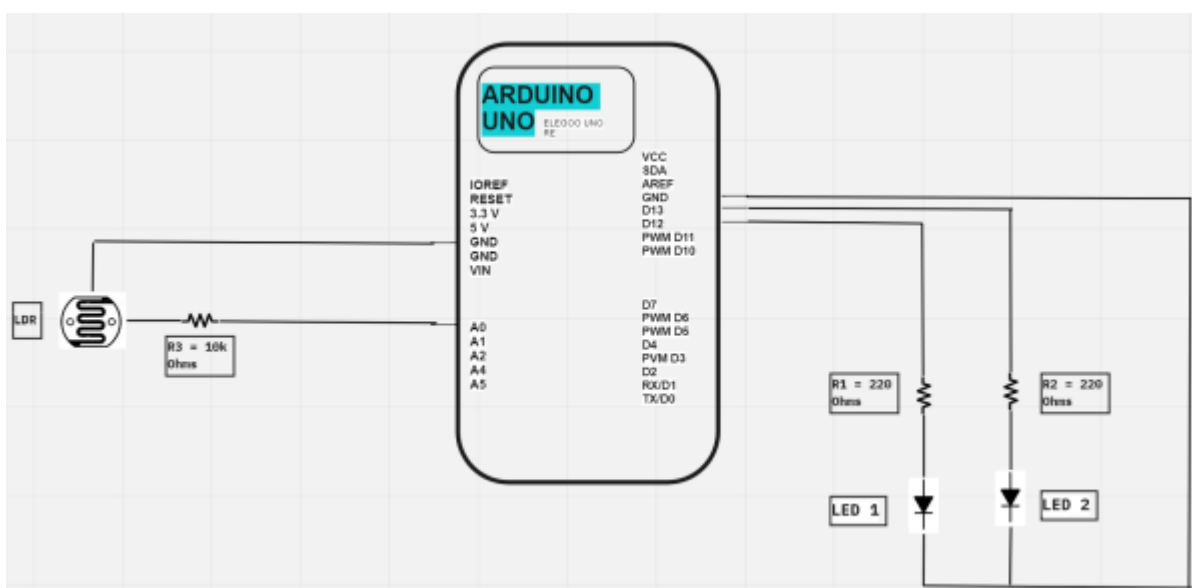 ARDUINO
UNO
ELEGOO UNO
RE
IOREF
RESET
3.3 V
5 V
GND
GND
VIN
A0
A1
A2
A4
A5
VCC
SDA
AREF
GND
D13
D12
PWM D11
PWM D10
D7
PWM D6
PWM D5
D4
PVM D3
D2
RX/D1
TX/D0
LDR
R3 = 10k
Ohms
R1 = 220
Ohms
R2 = 220
Ohms
LED 1
LED 2